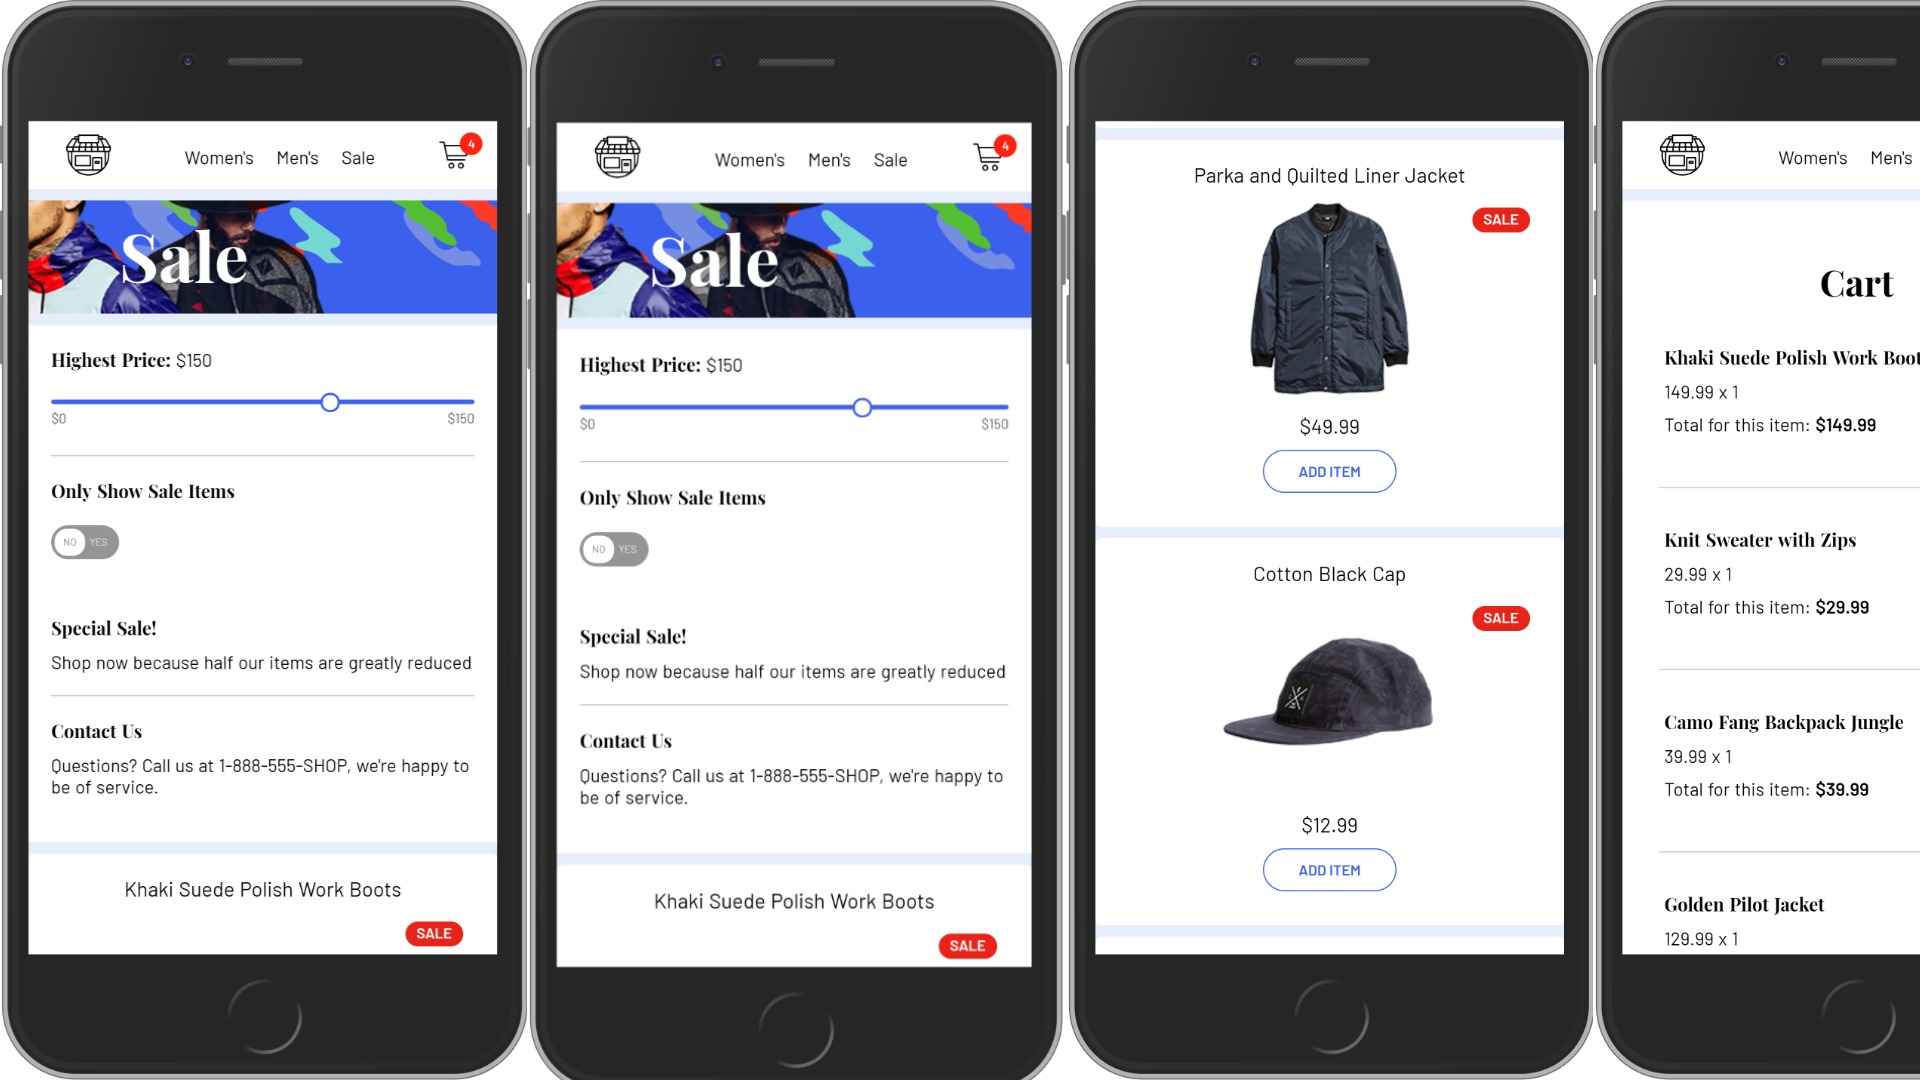 Women's Men's Sale 4
Sale
Highest Price: $150
$0 $150
Only Show Sale Items
NO YES
Special Sale!
Shop now because half our items are greatly reduced
Contact Us
Questions? Call us at 1-888-555-SHOP, we're happy to
be of service.
Khaki Suede Polish Work Boots
SALE
Women's Men's Sale 4
Sale
Highest Price: $150
$0 $150
Only Show Sale Items
NO YES
Special Sale!
Shop now because half our items are greatly reduced
Contact Us
Questions? Call us at 1-888-555-SHOP, we're happy to
be of service.
Khaki Suede Polish Work Boots
SALE
Parka and Quilted Liner Jacket
SALE
$49.99
ADD ITEM
Cotton Black Cap
SALE
$12.99
ADD ITEM
Women's Men's
Cart
Khaki Suede Polish Work Boot
149.99 x 1
Total for this item: $149.99
Knit Sweater with Zips
29.99 x 1
Total for this item: $29.99
Camo Fang Backpack Jungle
39.99 x 1
Total for this item: $39.99
Golden Pilot Jacket
129.99 x 1